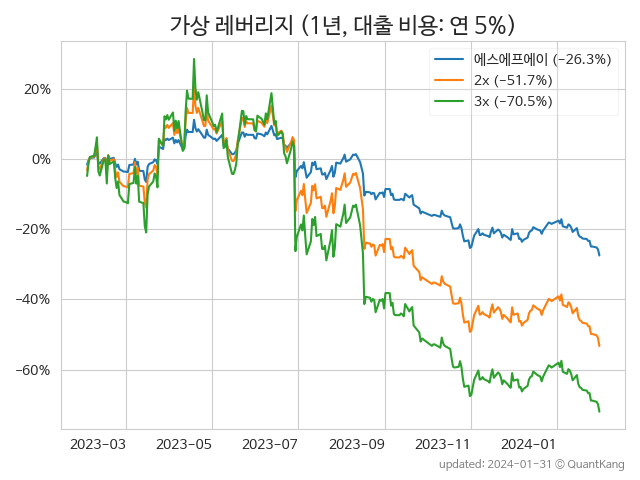 가상 레버리지 (1년, 대출 비용: 연 5%)
에스에프에이 (−26.3%)
2x (−51.7%)
3x (−70.5%)
20%
0%
−20%
−40%
−60%
2023-03 2023-05 2023-07 2023-09 2023-11 2024-01
updated: 2024-01-31 © QuantKang